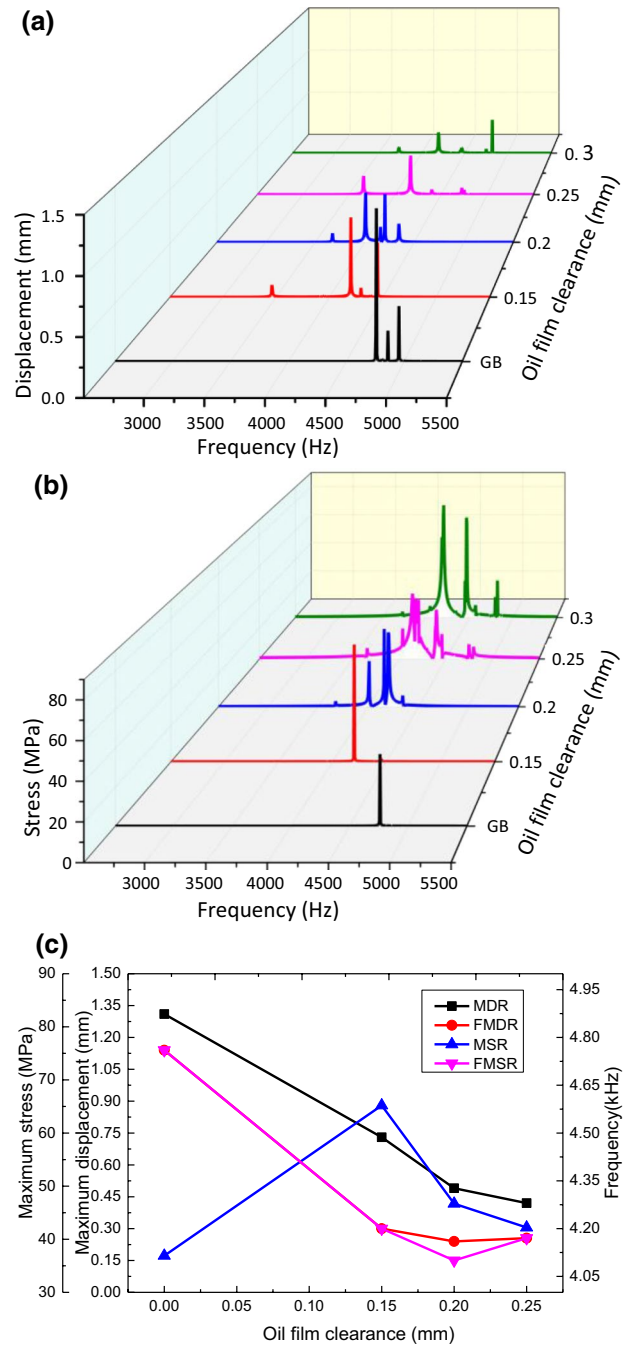 (a)
1.5
1.0
0.5
0.0
Displacement (mm)
3000 3500 4000 4500 5000 5500
Frequency (Hz)
GB
0.15
0.2
0.25
0.3
Oil film clearance (mm)
(b)
80
60
40
20
0
Stress (MPa)
3000 3500 4000 4500 5000 5500
Frequency (Hz)
GB
0.15
0.2
0.25
0.3
Oil film clearance (mm)
(c)
90
80
70
60
50
40
30
Maximum stress (MPa)
1.50
1.35
1.20
1.05
0.90
0.75
0.60
0.45
0.30
0.15
0.00
Maximum displacement (mm)
MDR
FMDR
MSR
FMSR
4.95
4.80
4.65
4.50
4.35
4.20
4.05
Frequency(kHz)
0.00 0.05 0.10 0.15 0.20 0.25
Oil film clearance (mm)